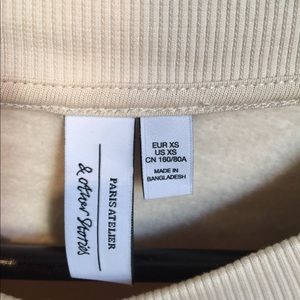 PARIS ATELIER
& other Stories
EUR XS
US XS
CN 160/80A
MADE IN
BANGLADESH